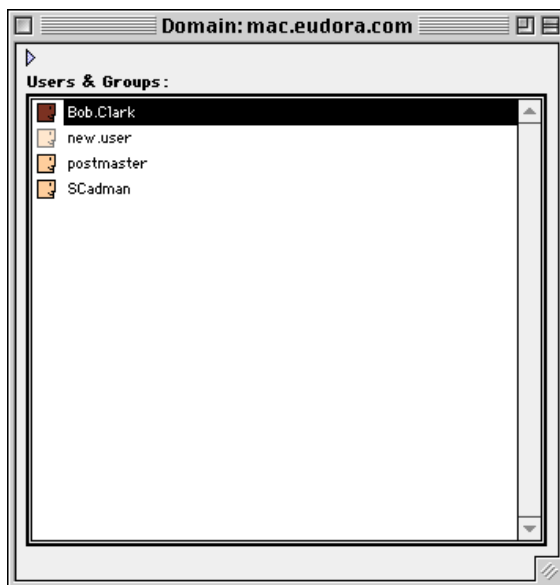 Domain: mac.eudora.com
Users & Groups:
Bob.Clark
new.user
postmaster
SCadman